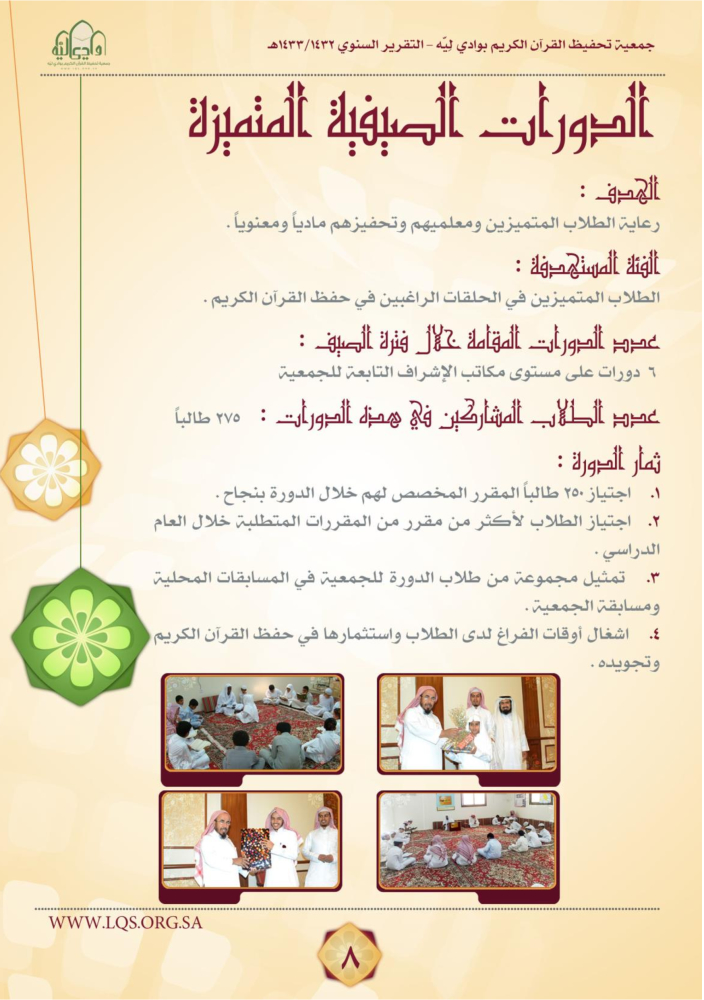 جمعية تحفيظ القرآن الكريم بوادي لِيّه - التقرير السنوي ١٤٣٣/١٤٣٢هـ
وادي ليّه
الدورات الصيفية المتميزة
الهدف :
رعاية الطلاب المتميزين ومعلميهم وتحفيزهم مادياً ومعنوياً .
الفئة المستهدفة :
الطلاب المتميزين في الحلقات الراغبين في حفظ القرآن الكريم .
عدد الدورات المقامة خلال فترة الصيف :
٦ دورات على مستوى مكاتب الإشراف التابعة للجمعية
عدد الطلاب المشاركين في هذه الدورات : ٢٧٥ طالباً
ثمار الدورة :
١. اجتياز ٢٥٠ طالباً المقرر المخصص لهم خلال الدورة بنجاح .
٢. اجتياز الطلاب لأكثر من مقرر من المقررات المتطلبة خلال العام
الدراسي .
٣. تمثيل مجموعة من طلاب الدورة للجمعية في المسابقات المحلية
ومسابقة الجمعية .
٤. اشغال أوقات الفراغ لدى الطلاب واستثمارها في حفظ القرآن الكريم
وتجويده .
WWW.LQS.ORG.SA
٨